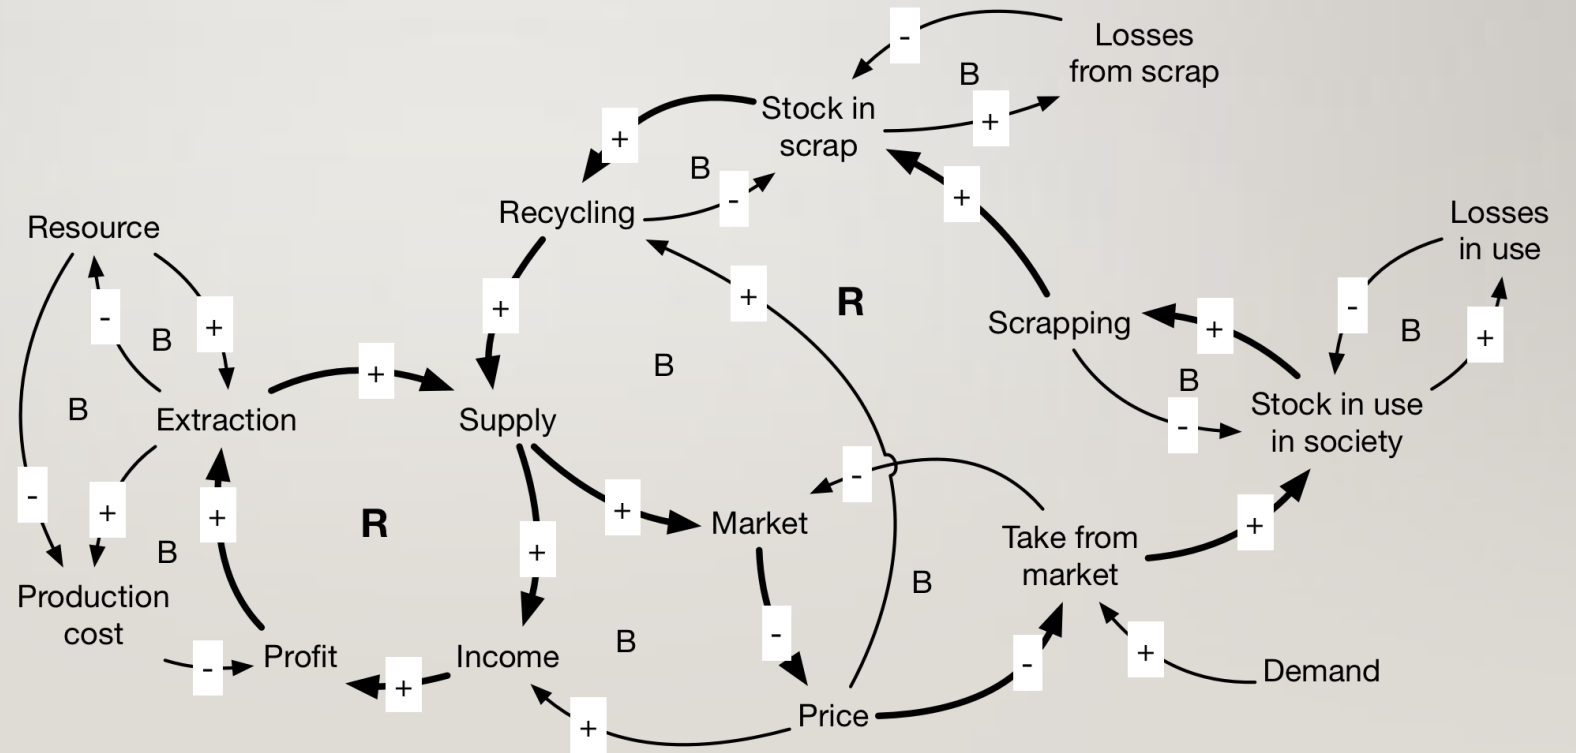 -
Losses
from scrap
B
Stock in
scrap
+
+
B
-
+
Recycling
Resource
Losses
in use
-
+
+
+
R
-
B
Scrapping
+
B
+
B
+
B
B
-
Extraction
Supply
Stock in use
in society
-
-
+
+
+
R
+
Market
+
Take from
market
+
B
B
Production
cost
-
B
-
+
-
Profit
+
Income
Demand
+
Price